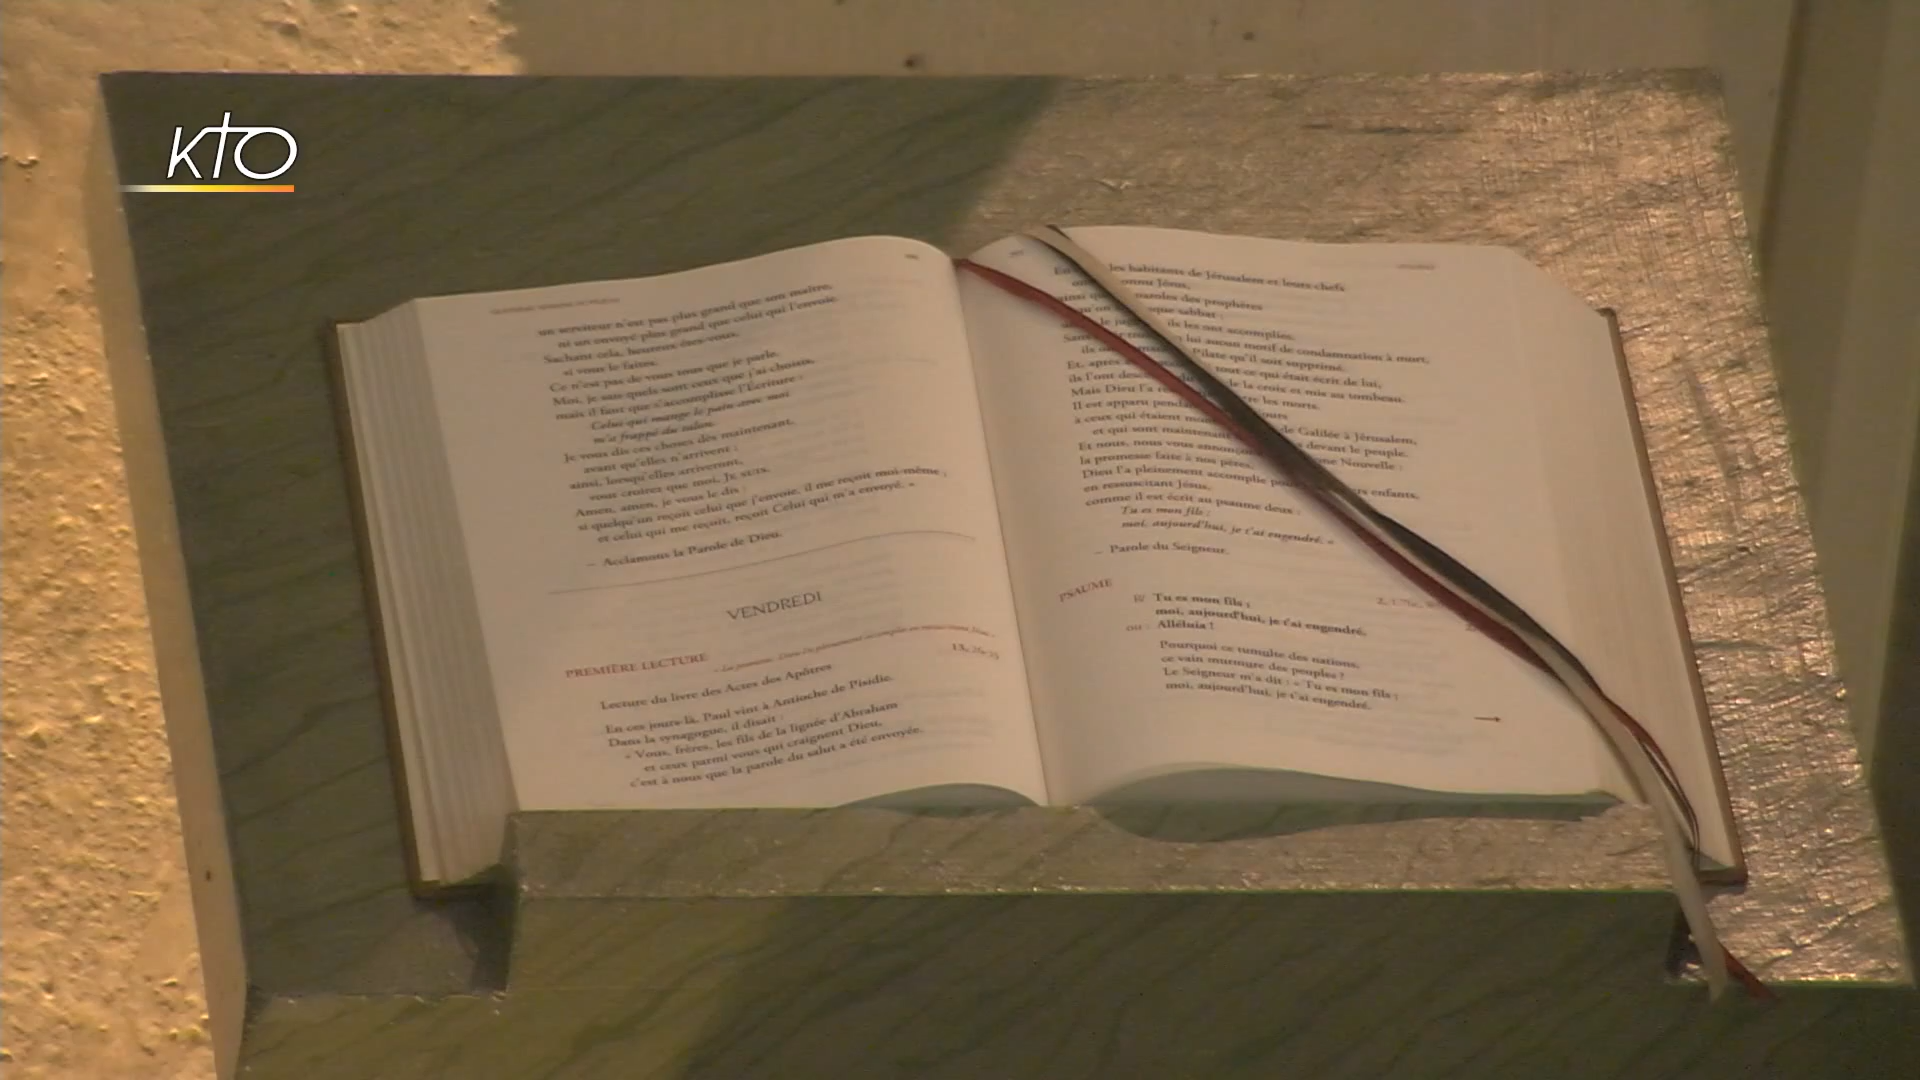 KTO
un serviteur n'est pas plus grand que son maître,
ni un envoyé plus grand que celui qui l'envoie.
Sachant cela, heureux êtes-vous,
si vous le faites.
Ce n'est pas de vous tous que je parle.
Moi, je sais quels sont ceux que j'ai choisis,
mais il faut que s'accomplisse l'Écriture :
Celui qui mange le pain avec moi
m'a frappé du talon.
Je vous dis ces choses dès maintenant,
avant qu'elles n'arrivent ;
ainsi, lorsqu'elles arriveront,
vous croirez que moi, JE SUIS.
Amen, amen, je vous le dis :
si quelqu'un reçoit celui que j'envoie, il me reçoit moi-même ;
et celui qui me reçoit, reçoit Celui qui m'a envoyé. »
– Acclamons la Parole de Dieu.
VENDREDI
PREMIÈRE LECTURE
13, 26-33
Lecture du livre des Actes des Apôtres
En ces jours-là, Paul vint à Antioche de Pisidie.
Dans la synagogue, il disait :
« Vous, frères, les fils de la lignée d'Abraham
et ceux parmi vous qui craignent Dieu,
c'est à nous que la parole du salut a été envoyée.
les habitants de Jérusalem et leurs chefs
Jésus,
paroles des prophètes
que sabbat ;
ils les ont accomplies.
lui aucun motif de condamnation à mort,
Pilate qu'il soit supprimé.
Et, après tout ce qui était écrit de lui,
ils l'ont de la croix et mis au tombeau.
Mais Dieu l'a les morts.
Il est apparu
à ceux qui étaient
et qui sont maintenant de Galilée à Jérusalem,
devant le peuple.
Et nous, nous vous Nouvelle :
la promesse faite à nos pères,
Dieu l'a pleinement accomplie enfants,
en ressuscitant Jésus,
comme il est écrit au psaume deux :
Tu es mon fils ;
moi, aujourd'hui, je t'ai engendré. »
– Parole du Seigneur.
PSAUME
R/ Tu es mon fils ;
moi, aujourd'hui, je t'ai engendré.
ou : Alléluia !
Pourquoi ce tumulte des nations,
ce vain murmure des peuples ?
Le Seigneur m'a dit : « Tu es mon fils ;
moi, aujourd'hui, je t'ai engendré.